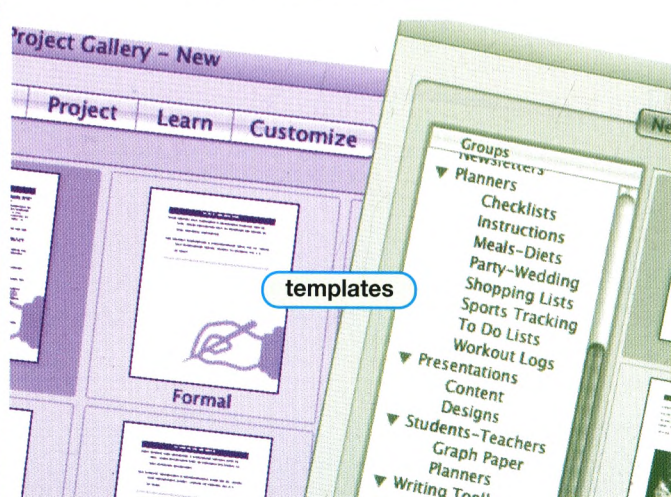 Project Gallery – New
Project
Learn
Customize
Formal
templates
Groups
Newsletters
Planners
Checklists
Instructions
Meals–Diets
Party–Wedding
Shopping Lists
Sports Tracking
To Do Lists
Workout Logs
Presentations
Content
Designs
Students–Teachers
Graph Paper
Planners
Writing